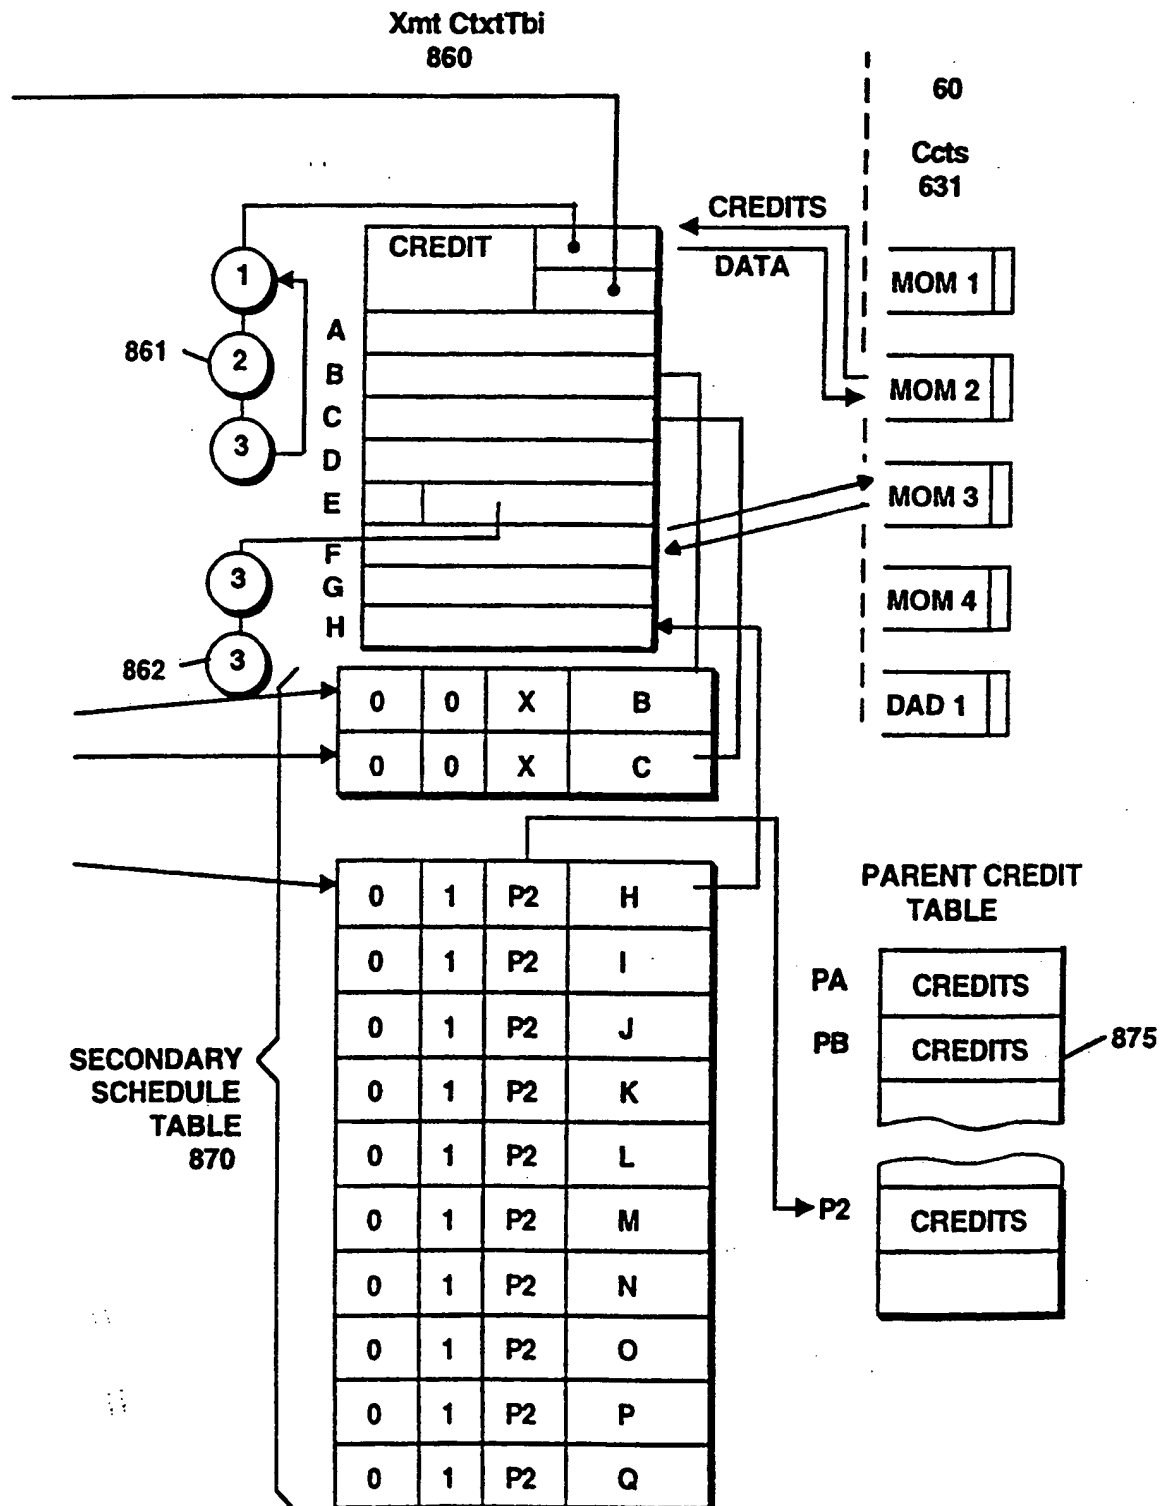 Xmt CtxtTbi
860
60
Ccts
631
CREDITS
DATA
CREDIT
1
2
3
861
A
B
C
D
E
F
G
H
MOM 1
MOM 2
MOM 3
MOM 4
DAD 1
3
3
862
0 0 X B
0 0 X C
0 1 P2 H
0 1 P2 I
0 1 P2 J
0 1 P2 K
0 1 P2 L
0 1 P2 M
0 1 P2 N
0 1 P2 O
0 1 P2 P
0 1 P2 Q
SECONDARY
SCHEDULE
TABLE
870
PARENT CREDIT
TABLE
PA CREDITS
PB CREDITS
875
P2 CREDITS